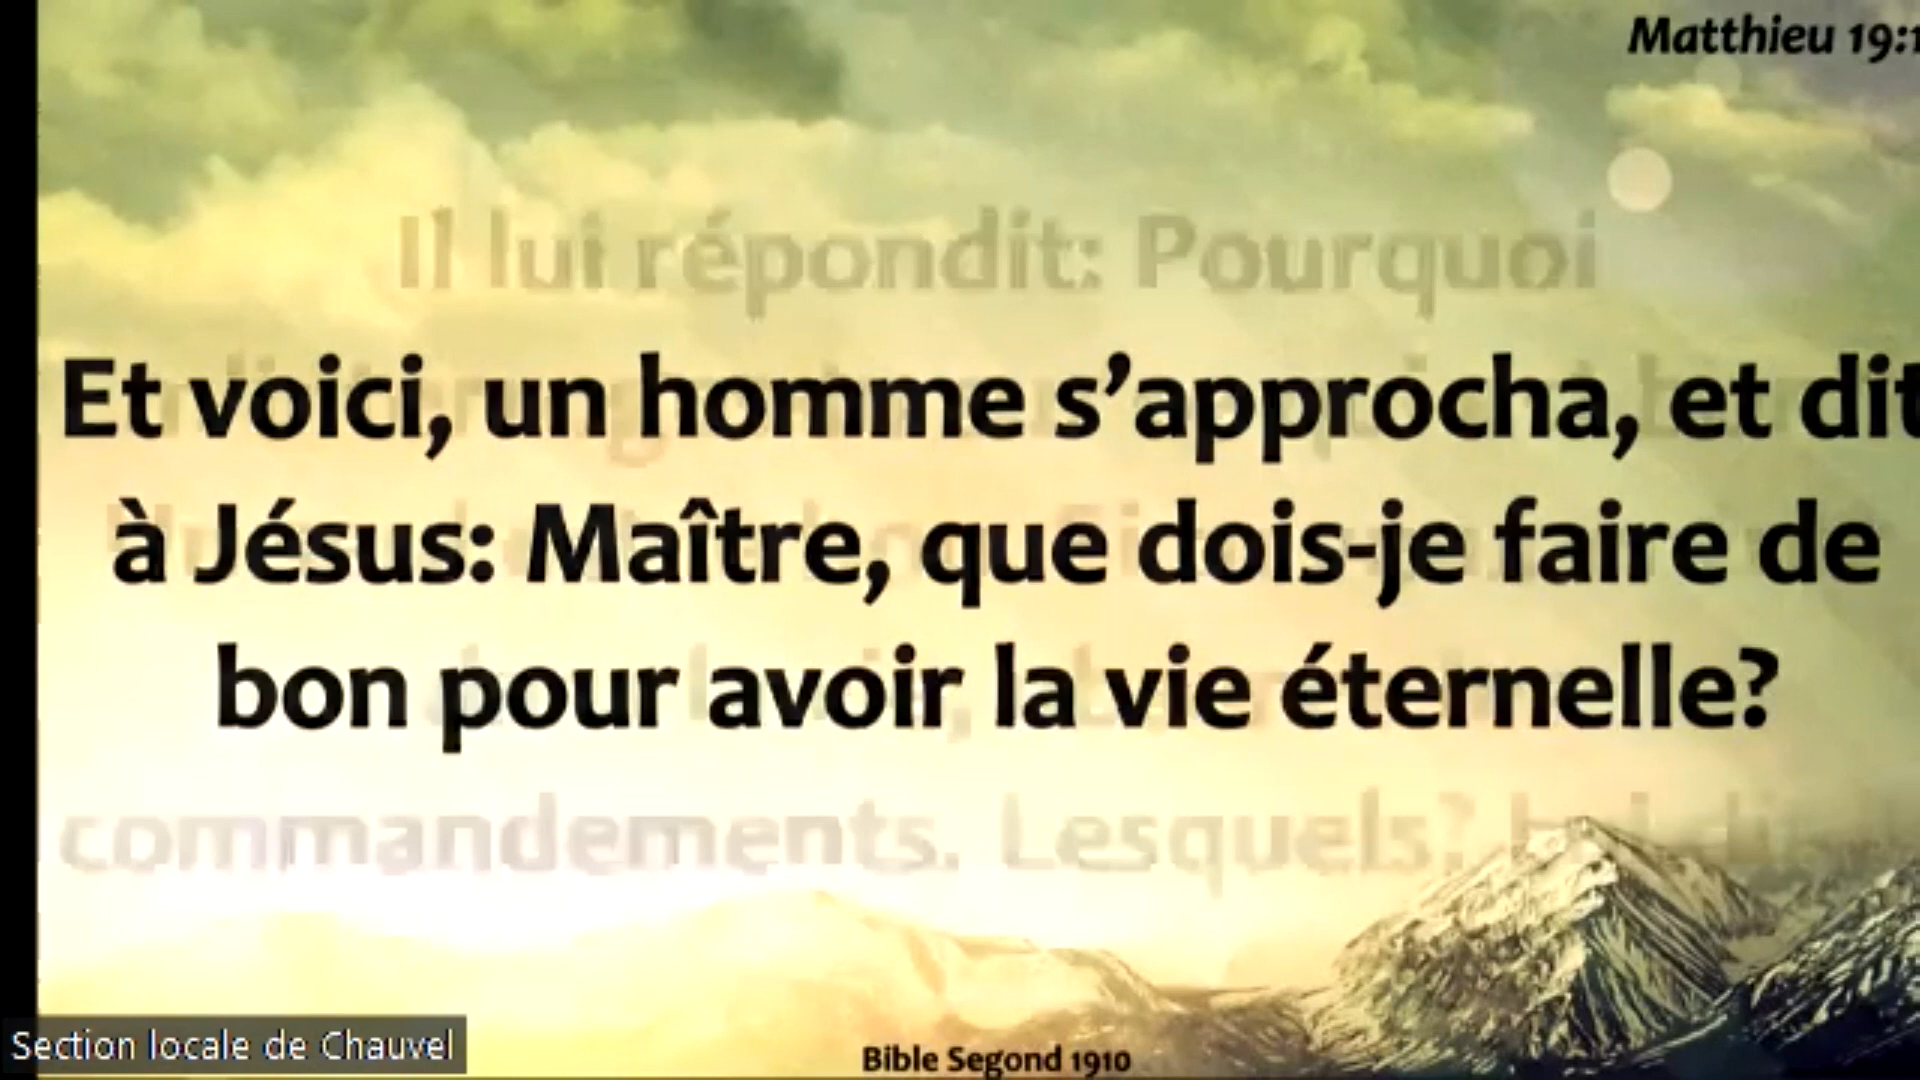 Matthieu 19:1
Il lui répondit: Pourquoi
Et voici, un homme s’approcha, et dit
à Jésus: Maître, que dois-je faire de
bon pour avoir la vie éternelle?
commandements. Lesquels?
Section locale de Chauvel
Bible Segond 1910